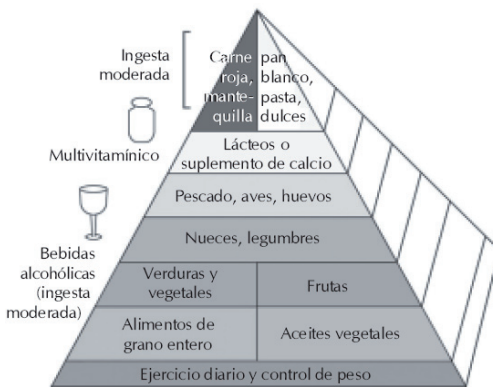 Ingesta
moderada
Carne
roja,
mante-
quilla
pan
blanco,
pasta,
dulces
Multivitamínico
Lácteos o
suplemento de calcio
Pescado, aves, huevos
Bebidas
alcohólicas
(ingesta
moderada)
Nueces, legumbres
Verduras y
vegetales
Frutas
Alimentos de
grano entero
Aceites vegetales
Ejercicio diario y control de peso